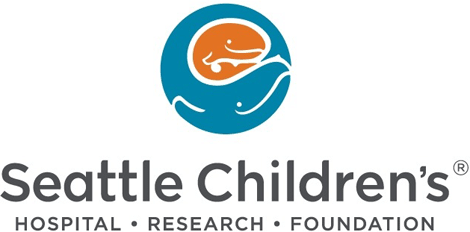 Seattle Children's®
HOSPITAL • RESEARCH • FOUNDATION